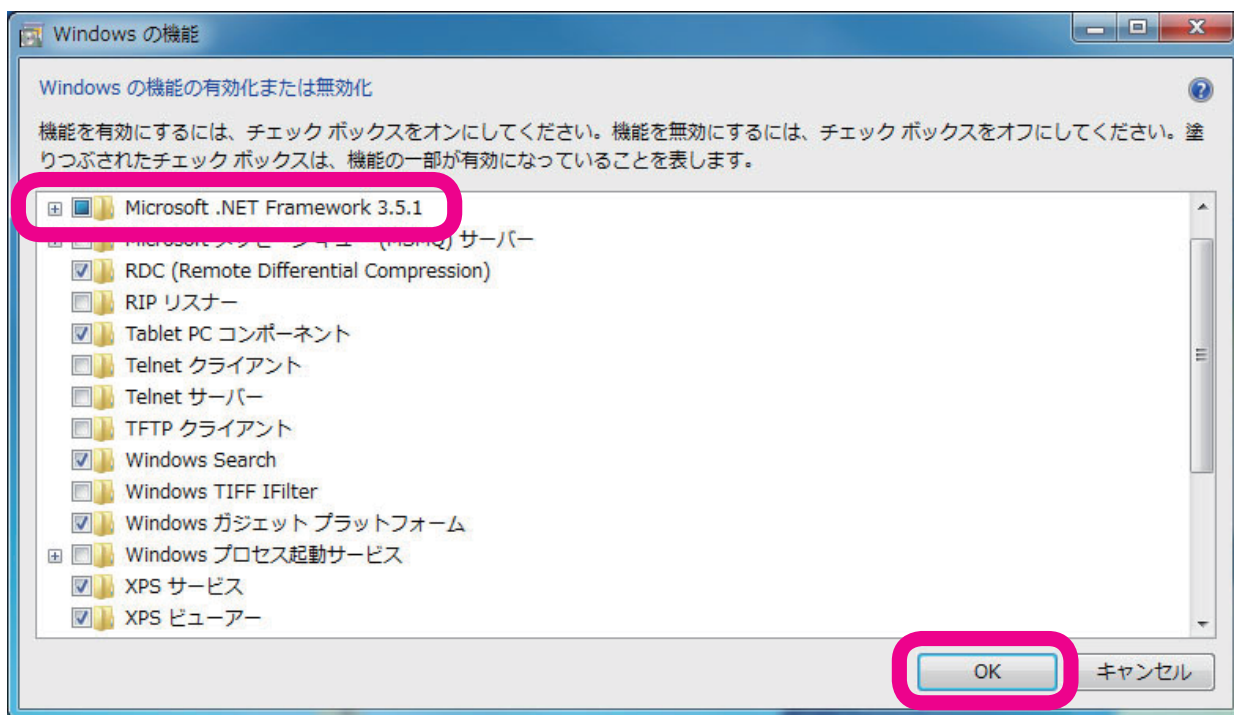 Windows の機能
Windows の機能の有効化または無効化
機能を有効にするには、チェック ボックスをオンにしてください。機能を無効にするには、チェック ボックスをオフにしてください。塗
りつぶされたチェック ボックスは、機能の一部が有効になっていることを表します。
Microsoft .NET Framework 3.5.1
Microsoft メッセージ キュー (MSMQ) サーバー
RDC (Remote Differential Compression)
RIP リスナー
Tablet PC コンポーネント
Telnet クライアント
Telnet サーバー
TFTP クライアント
Windows Search
Windows TIFF IFilter
Windows ガジェット プラットフォーム
Windows プロセス起動サービス
XPS サービス
XPS ビューアー
OK キャンセル